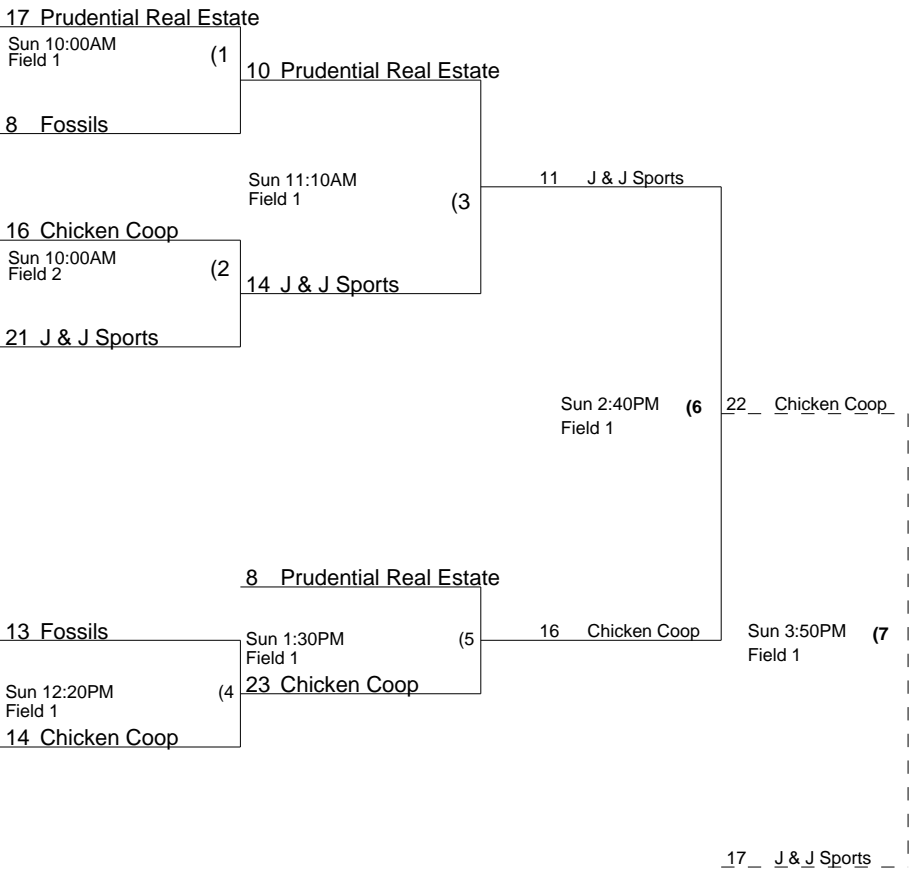 17 Prudential Real Estate
Sun 10:00AM
Field 1
(1
10 Prudential Real Estate
8 Fossils
Sun 11:10AM
Field 1
(3
11 J & J Sports
16 Chicken Coop
Sun 10:00AM
Field 2
(2
14 J & J Sports
21 J & J Sports
Sun 2:40PM
Field 1
(6
22 Chicken Coop
8 Prudential Real Estate
13 Fossils
Sun 1:30PM
Field 1
(5
16 Chicken Coop
Sun 3:50PM
Field 1
(7
Sun 12:20PM
Field 1
(4
23 Chicken Coop
14 Chicken Coop
17 J & J Sports